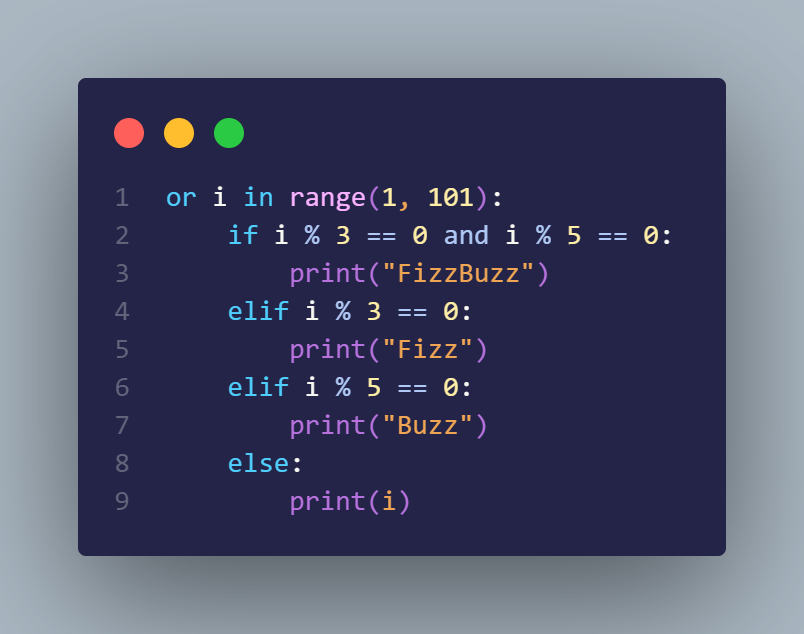 1 or i in range(1, 101):
2     if i % 3 == 0 and i % 5 == 0:
3         print("FizzBuzz")
4     elif i % 3 == 0:
5         print("Fizz")
6     elif i % 5 == 0:
7         print("Buzz")
8     else:
9         print(i)